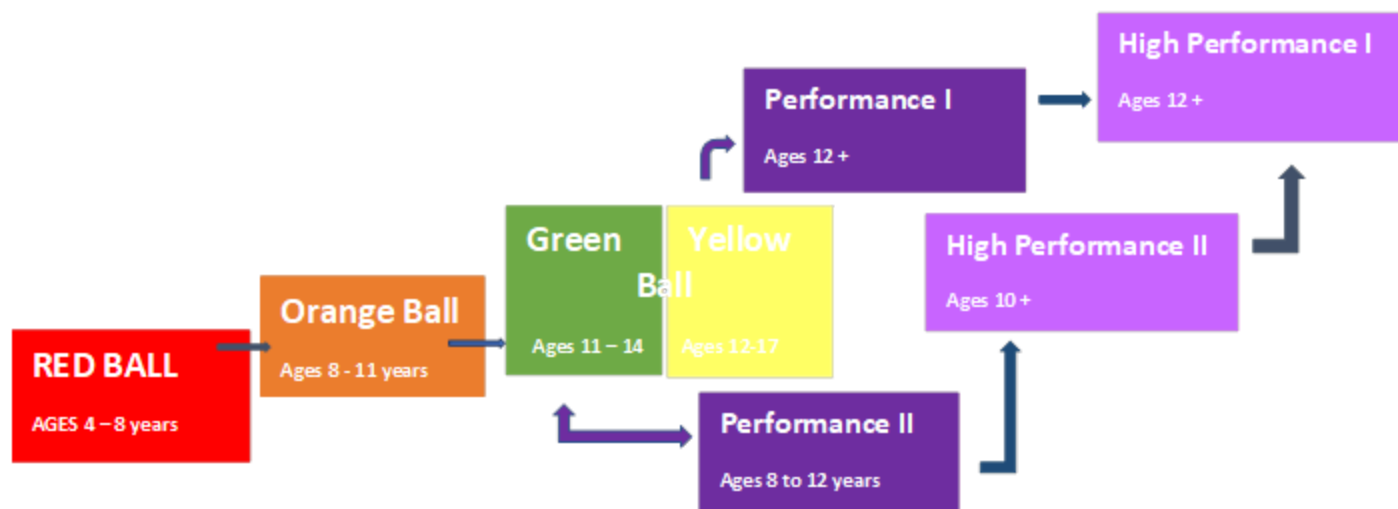 RED BALL
AGES 4 – 8 years
Orange Ball
Ages 8 - 11 years
Green
Yellow
Ball
Ages 11 – 14
Ages 12-17
Performance I
Ages 12 +
High Performance I
Ages 12 +
Performance II
Ages 8 to 12 years
High Performance II
Ages 10 +